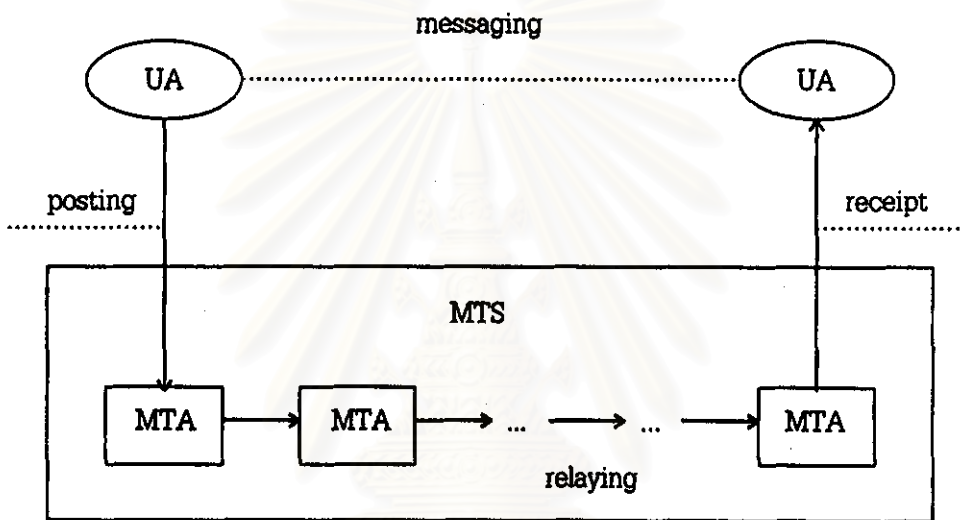 messaging
UA
UA
posting
receipt
MTS
MTA
MTA
...
...
MTA
relaying